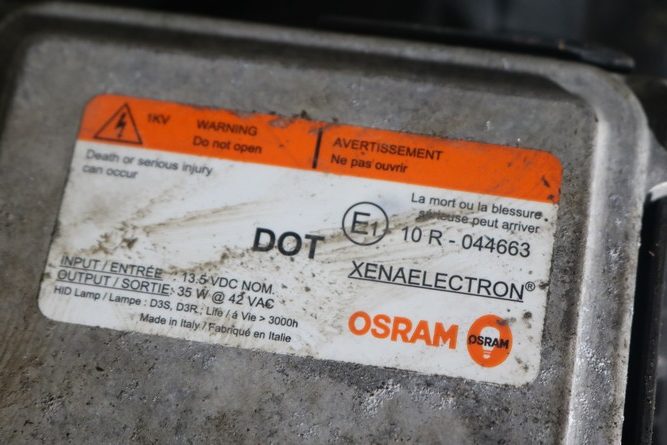 1KV WARNING
Do not open
AVERTISSEMENT
Ne pas ouvrir
Death or serious injury
can occur
La mort ou la blessure
sérieuse peut arriver
DOT E1 10 R - 044663
XENAELECTRON®
INPUT / ENTRÉE 13.5 VDC NOM.
OUTPUT / SORTIE: 35 W @ 42 VAC
HID Lamp / Lampe : D3S, D3R; Life / á Vie > 3000h
Made in Italy / Fabriqué en Italie
OSRAM OSRAM